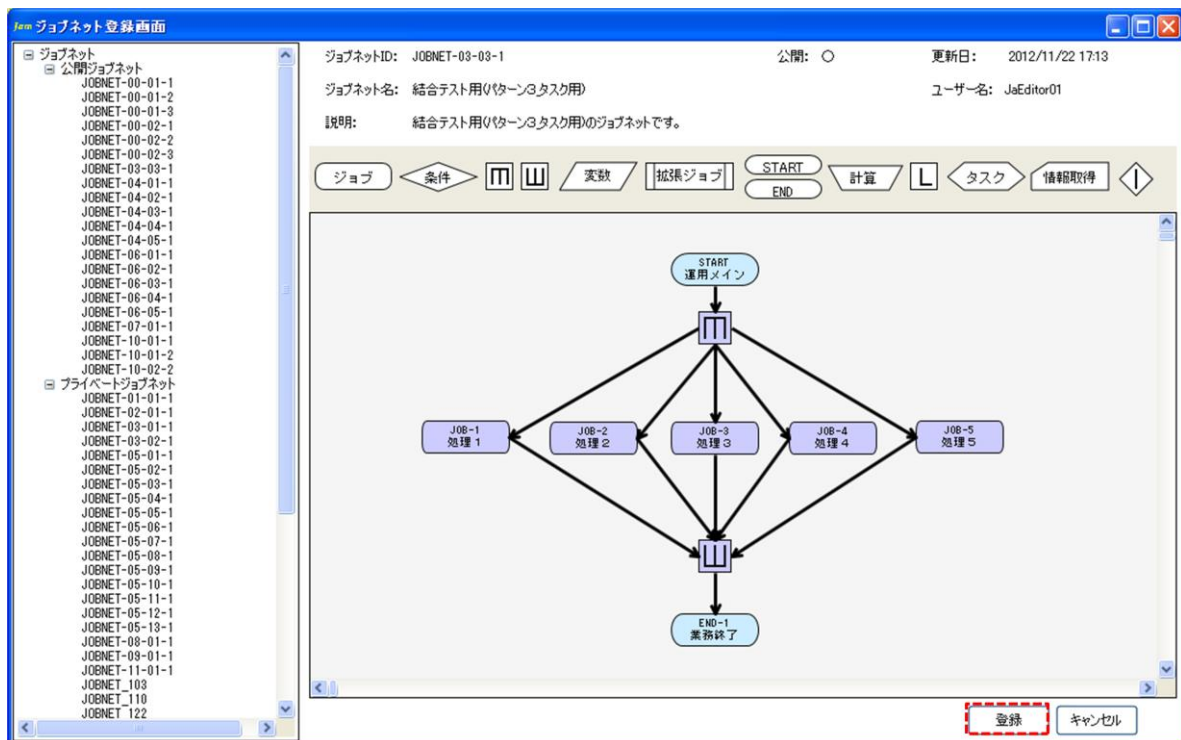 Jam ジョブネット登録画面
ジョブネット
公開ジョブネット
JOBNET-00-01-1
JOBNET-00-01-2
JOBNET-00-01-3
JOBNET-00-02-1
JOBNET-00-02-2
JOBNET-00-02-3
JOBNET-03-03-1
JOBNET-04-01-1
JOBNET-04-02-1
JOBNET-04-03-1
JOBNET-04-04-1
JOBNET-04-05-1
JOBNET-06-01-1
JOBNET-06-02-1
JOBNET-06-03-1
JOBNET-06-04-1
JOBNET-06-05-1
JOBNET-07-01-1
JOBNET-10-01-1
JOBNET-10-01-2
JOBNET-10-02-2
プライベートジョブネット
JOBNET-01-01-1
JOBNET-02-01-1
JOBNET-03-01-1
JOBNET-03-02-1
JOBNET-05-01-1
JOBNET-05-02-1
JOBNET-05-03-1
JOBNET-05-04-1
JOBNET-05-05-1
JOBNET-05-06-1
JOBNET-05-07-1
JOBNET-05-08-1
JOBNET-05-09-1
JOBNET-05-10-1
JOBNET-05-11-1
JOBNET-05-12-1
JOBNET-05-13-1
JOBNET-08-01-1
JOBNET-09-01-1
JOBNET-11-01-1
JOBNET_103
JOBNET_110
JOBNET_122
ジョブネットID: JOBNET-03-03-1 公開: ○ 更新日: 2012/11/22 17:13
ジョブネット名: 結合テスト用(パターン3_タスク用) ユーザー名: JaEditor01
説明: 結合テスト用(パターン3_タスク用)のジョブネットです。
ジョブ 条件 変数 拡張ジョブ START 計算 L タスク 情報取得
END
START
運用メイン
JOB-1 JOB-2 JOB-3 JOB-4 JOB-5
処理1 処理2 処理3 処理4 処理5
END-1
業務終了
登録 キャンセル